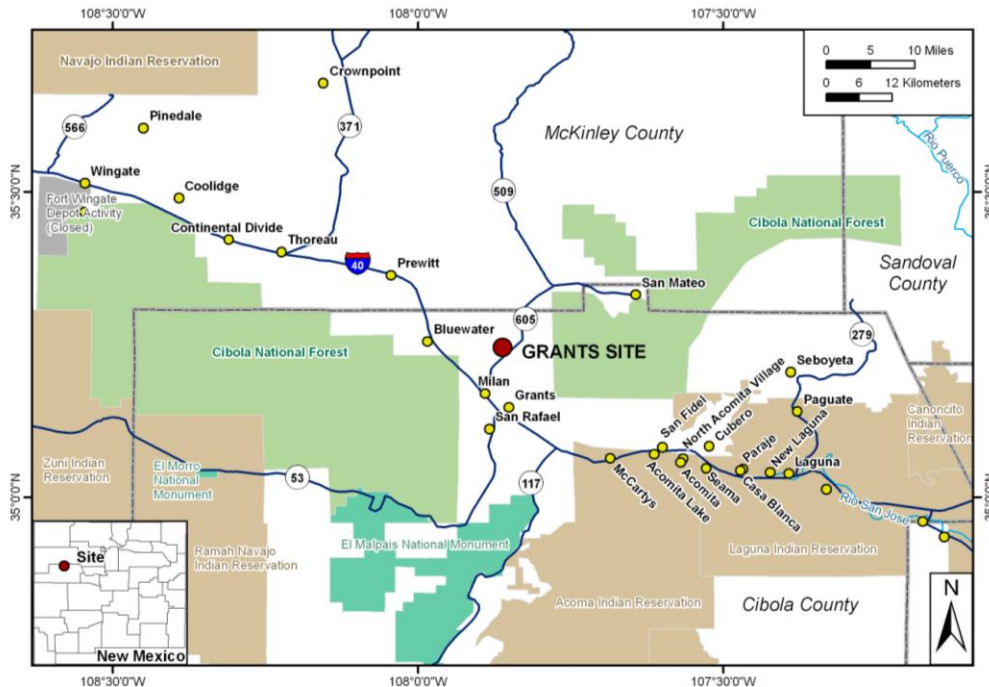 108°30'0"W
108°0'0"W
107°30'0"W
0 5 10 Miles
0 6 12 Kilometers
Navajo Indian Reservation
Crownpoint
Pinedale
566
371
McKinley County
Rio Puerco
Wingate
35°30'0"N
35°30'0"N
Coolidge
509
Fort Wingate
Depot Activity
(Closed)
Cibola National Forest
Continental Divide
Thoreau
40
Prewitt
Sandoval
County
San Mateo
605
279
Bluewater
GRANTS SITE
Cibola National Forest
Seboyeta
Milan
Grants
San Rafael
San Fidel
North Acomita Village
Cubero
Paguate
Canoncito
Indian
Reservation
Zuni Indian
Reservation
El Morro
National
Monument
53
117
McCartys
Acomita Lake
Acomita
Seama
Paraje
Casa Blanca
New Laguna
Laguna
35°0'0"N
35°0'0"N
Rio San Jose
Site
Ramah Navajo
Indian Reservation
El Malpais National Monument
Laguna Indian Reservation
Acoma Indian Reservation
Cibola County
N
New Mexico
108°30'0"W
108°0'0"W
107°30'0"W